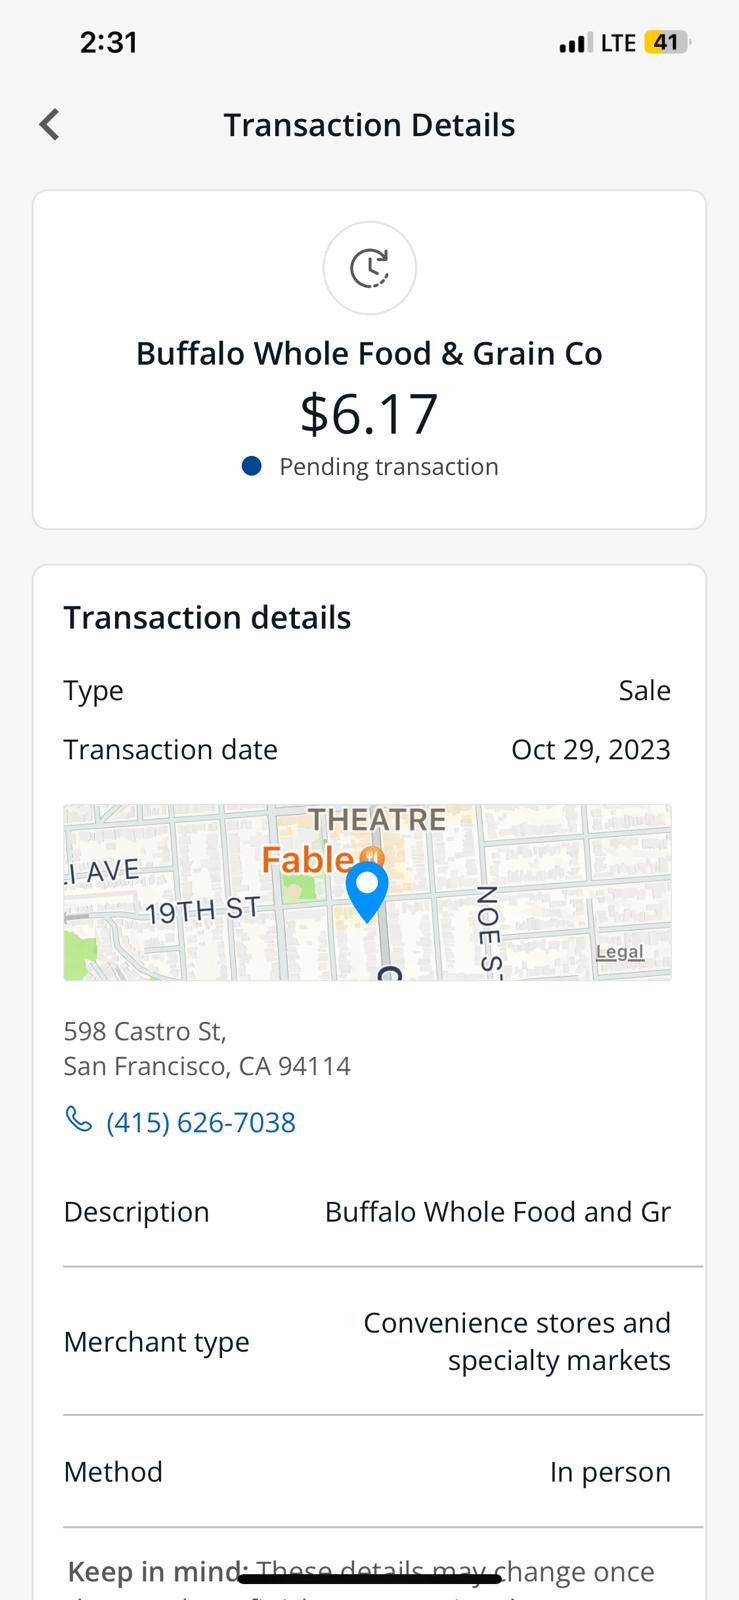 2:31
LTE 41
Transaction Details
Buffalo Whole Food & Grain Co
$6.17
Pending transaction
Transaction details
Type Sale
Transaction date Oct 29, 2023
THEATRE
Fable
I AVE
19TH ST
NOE ST
Legal
598 Castro St,
San Francisco, CA 94114
(415) 626-7038
Description Buffalo Whole Food and Gr
Merchant type Convenience stores and
specialty markets
Method In person
Keep in mind: These details may change once